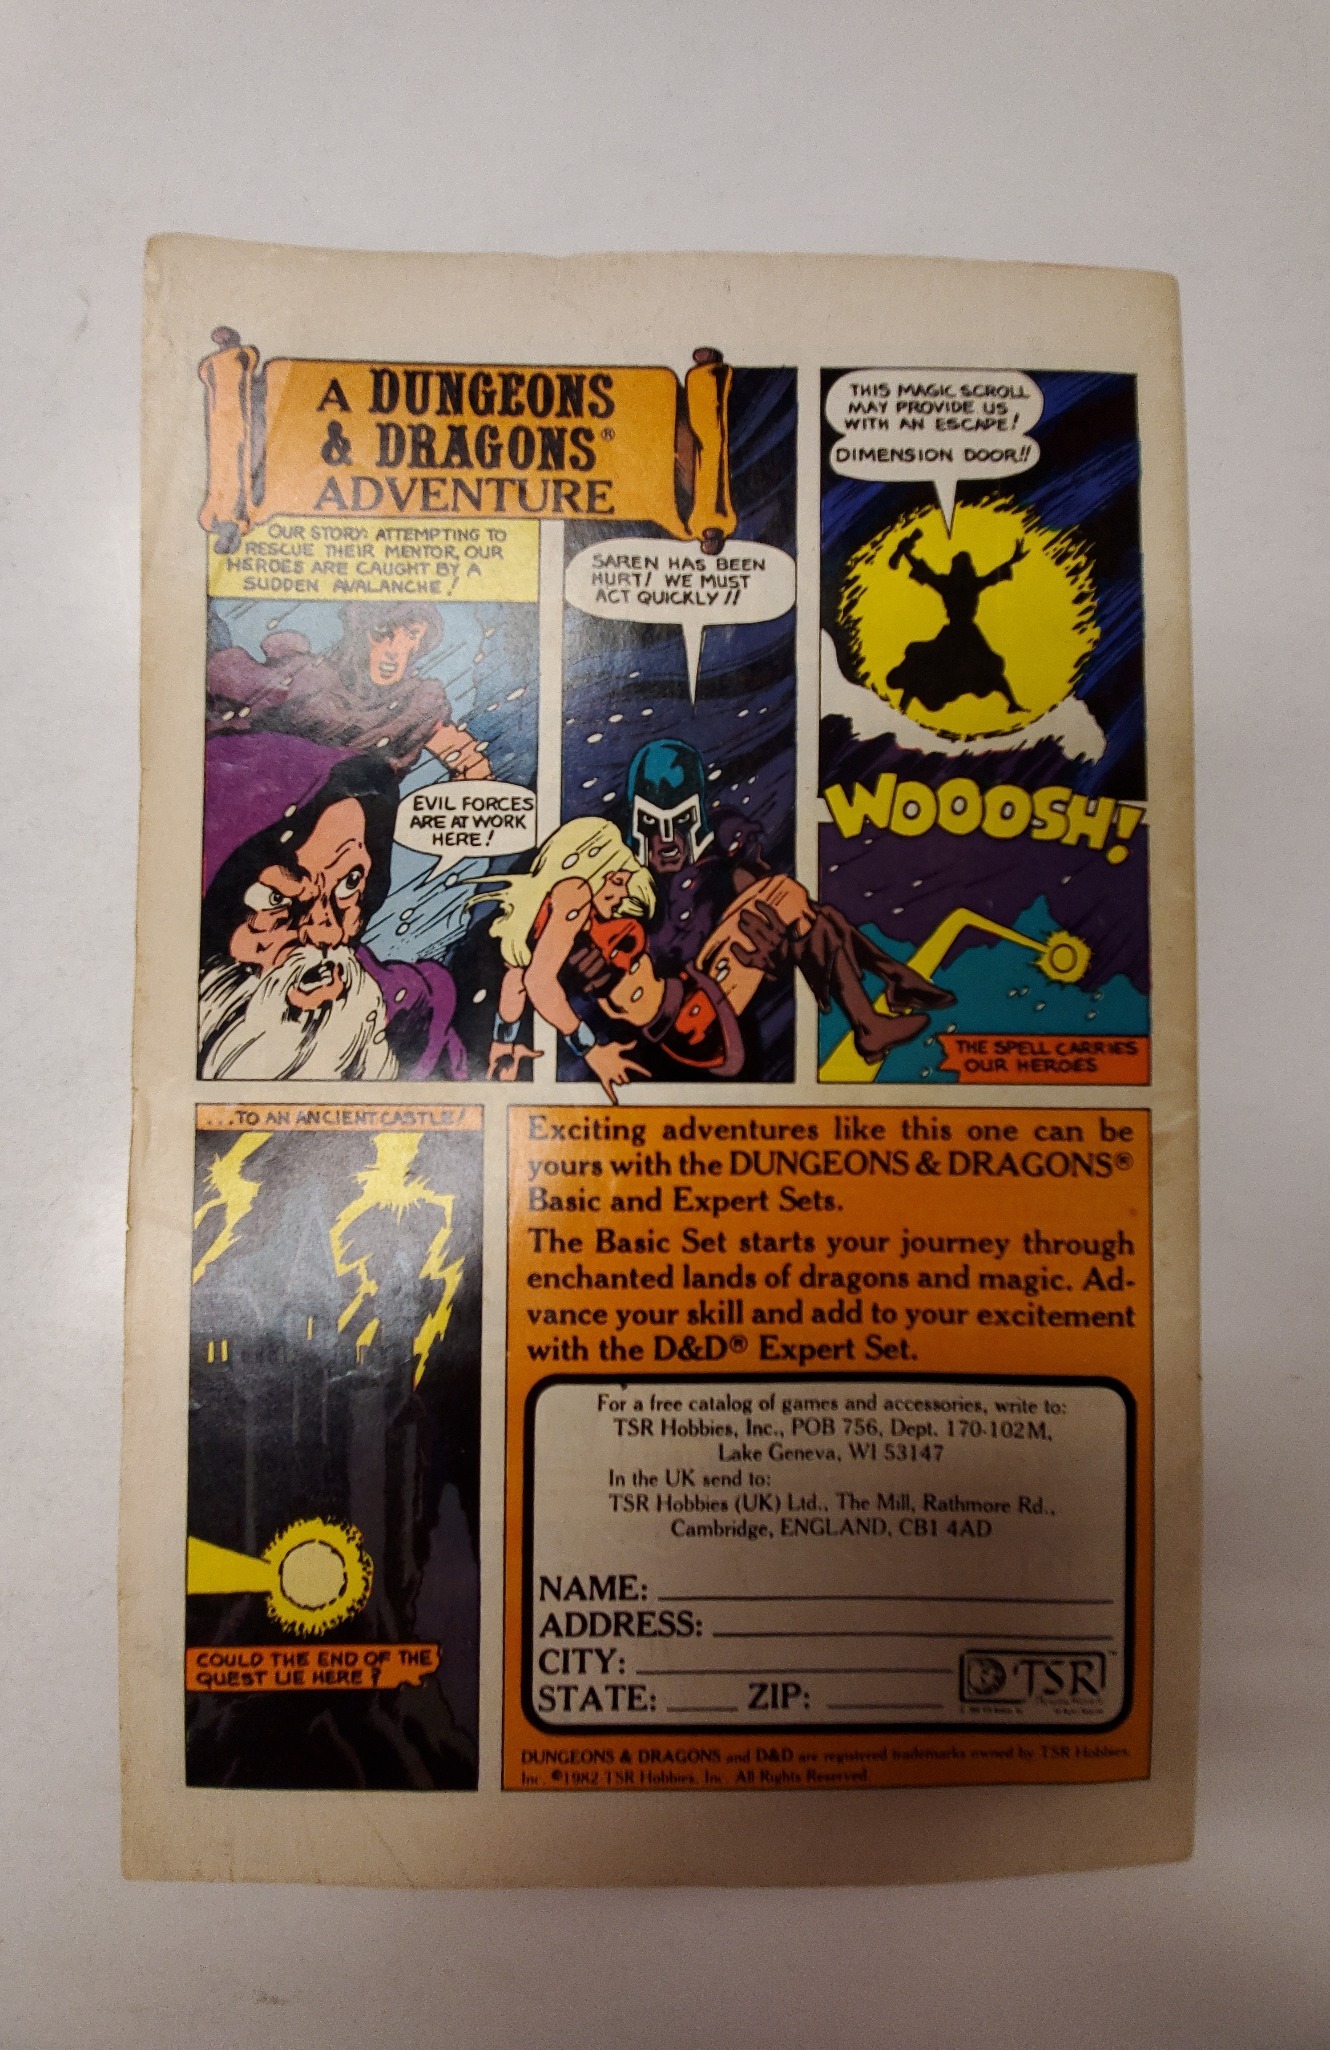 A DUNGEONS
& DRAGONS®
ADVENTURE
OUR STORY: ATTEMPTING TO
RESCUE THEIR MENTOR, OUR
HEROES ARE CAUGHT BY A
SUDDEN AVALANCHE!
EVIL FORCES
ARE AT WORK
HERE!
SAREN HAS BEEN
HURT! WE MUST
ACT QUICKLY!!
THIS MAGIC SCROLL
MAY PROVIDE US
WITH AN ESCAPE!
DIMENSION DOOR!!
WOOOSH!
THE SPELL CARRIES
OUR HEROES
...TO AN ANCIENT CASTLE!
COULD THE END OF THE
QUEST LIE HERE?
Exciting adventures like this one can be
yours with the DUNGEONS & DRAGONS®
Basic and Expert Sets.
The Basic Set starts your journey through
enchanted lands of dragons and magic. Ad-
vance your skill and add to your excitement
with the D&D® Expert Set.
For a free catalog of games and accessories, write to:
TSR Hobbies, Inc., POB 756, Dept. 170-102M,
Lake Geneva, WI 53147
In the UK send to:
TSR Hobbies (UK) Ltd., The Mill, Rathmore Rd.,
Cambridge, ENGLAND, CB1 4AD
NAME:
ADDRESS:
CITY:
STATE: ZIP:
TSR™
DUNGEONS & DRAGONS and D&D are registered trademarks owned by TSR Hobbies,
Inc. ©1982 TSR Hobbies, Inc. All Rights Reserved.